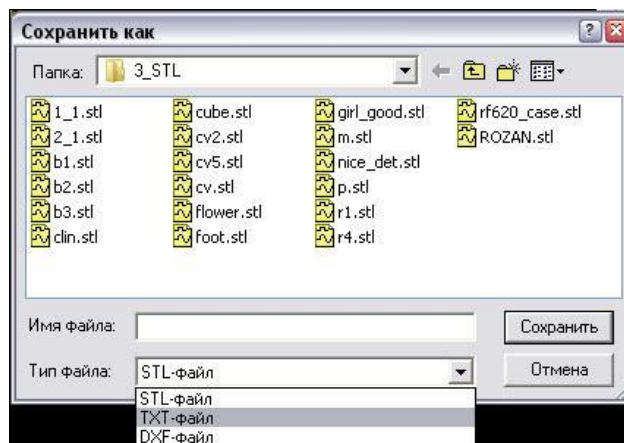 Сохранить как
Папка: 3_STL
1_1.stl cube.stl girl_good.stl rf620_case.stl
2_1.stl cv2.stl m.stl ROZAN.stl
b1.stl cv5.stl nice_det.stl
b2.stl cv.stl p.stl
b3.stl flower.stl r1.stl
clin.stl foot.stl r4.stl
Имя файла: Сохранить
Тип файла: STL-файл Отмена
STL-файл
TXT-файл
DXF-файл